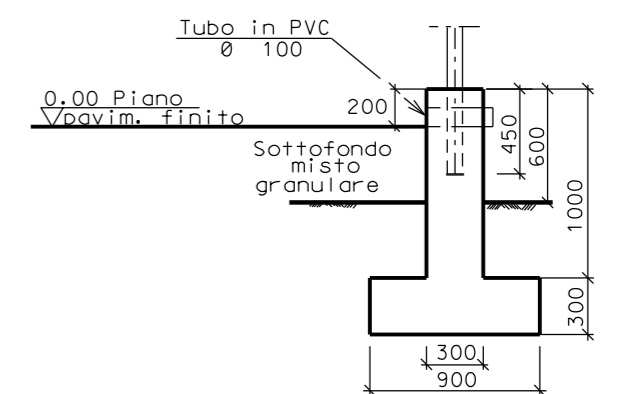 Tubo in PVC
Ø 100
0.00 Piano
pavim. finito
200
Sottofondo
misto
granulare
450
600
1000
300
300
900